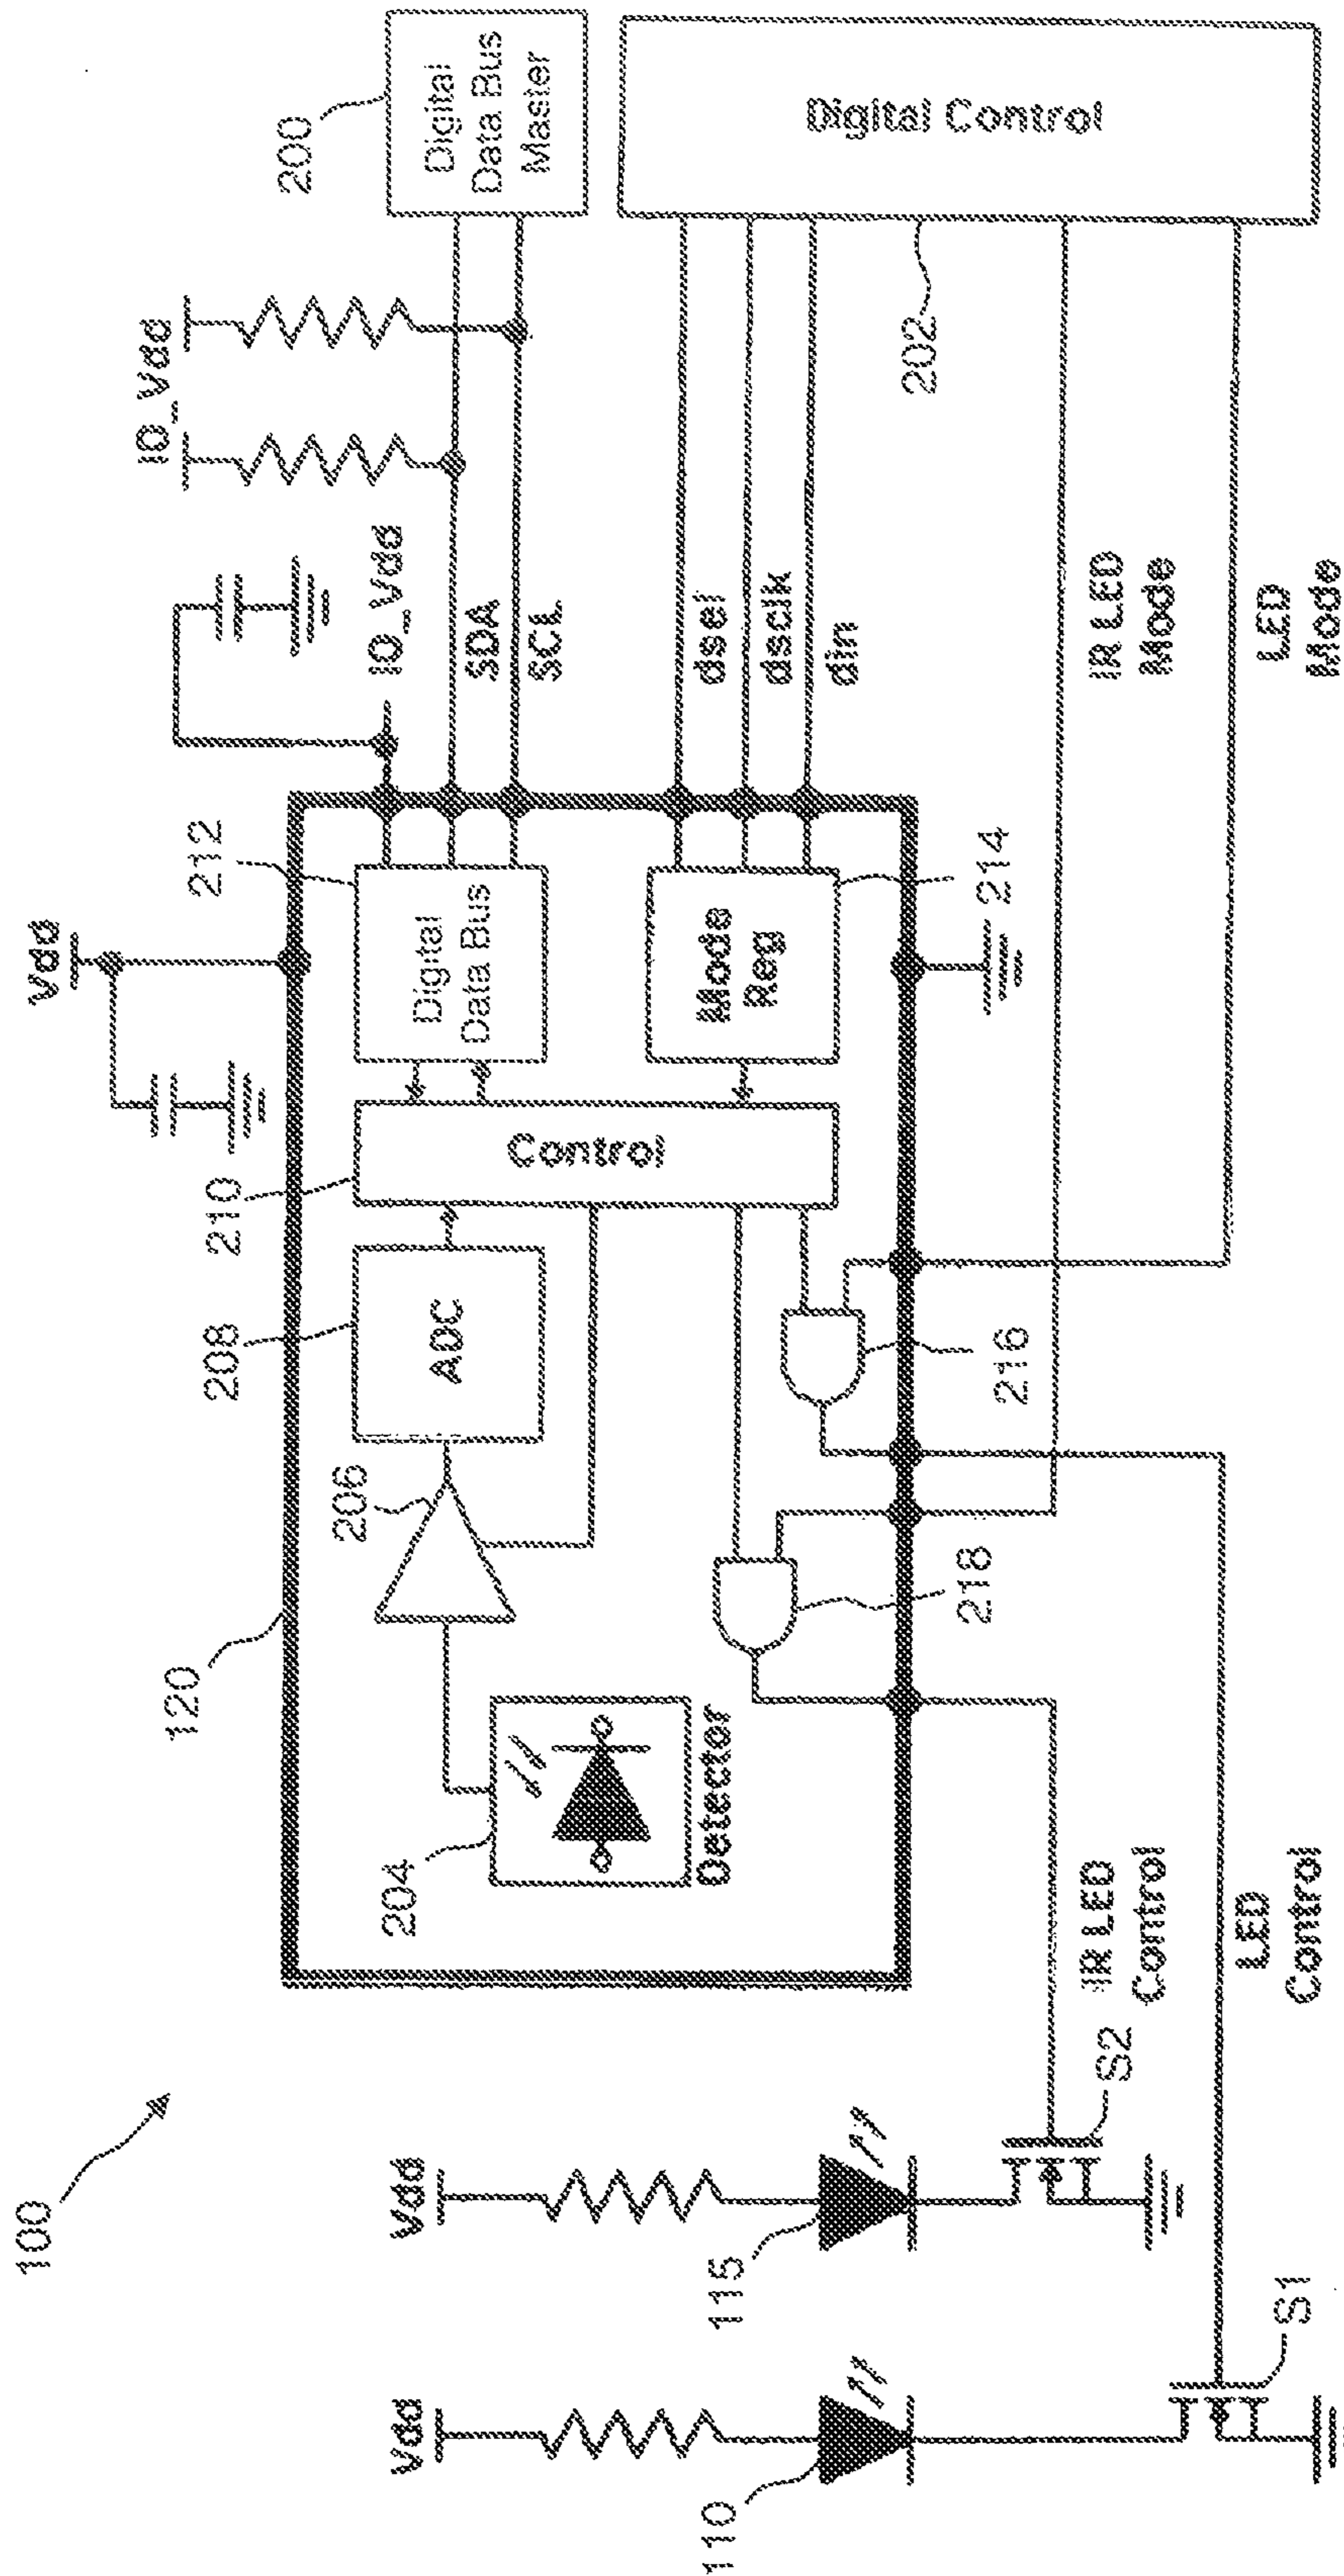 100
Vdd
110
Vdd
115
S1
S2
IR LED
Control
LED
Control
120
204
Detector
206
208
ADC
210
Control
212
Digital
Data Bus
Mode
Reg
214
216
218
Vdd
IO_Vdd
SDA
SCL
dsel
dsclk
din
IR LED
Mode
LED
Mode
IO_Vdd
200
Digital
Data Bus
Master
202
Digital Control